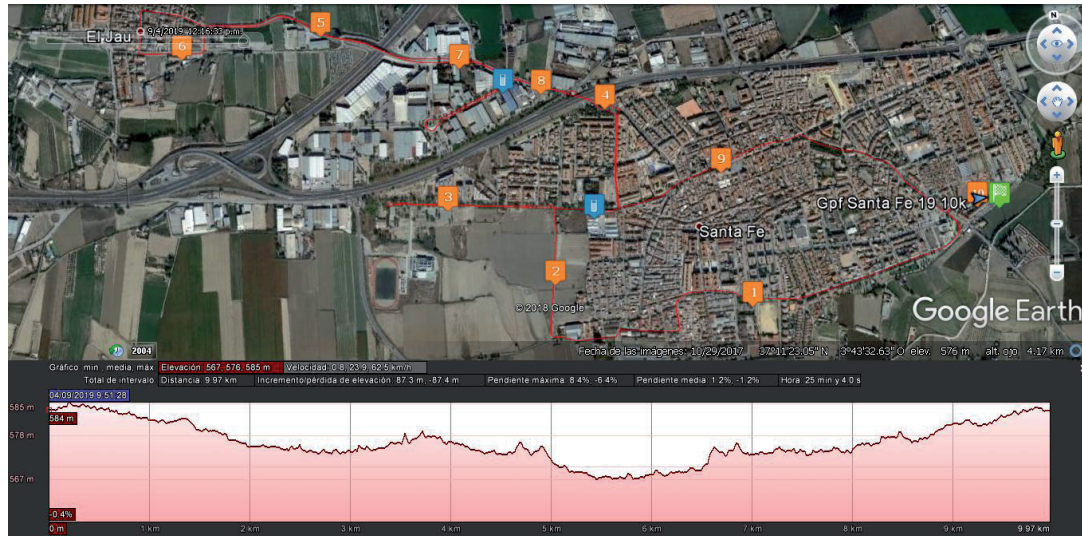 N
El Jau
9/4/2019 12:16:33 p.m.
5
6
7
8
4
9
3
10
Gpf Santa Fe 19 10k
Santa Fe
2
1
© 2018 Google
Google Earth
2004
Fecha de las imágenes: 10/29/2017 37°11'23.05" N 3°43'32.63" O elev. 576 m alt. ojo 4.17 km
Gráfico: mín., media, máx. Elevación: 567, 576, 585 m Velocidad: 0.8, 23.9, 62.5 km/h
Total de intervalo: Distancia: 9.97 km Incremento/pérdida de elevación: 87.3 m, -87.4 m Pendiente máxima: 8.4%, -6.4% Pendiente media: 1.2%, -1.2% Hora: 25 min y 4.0 s
04/09/2019 9:51:28
585 m
584 m
578 m
567 m
-0.4%
0 m 1 km 2 km 3 km 4 km 5 km 6 km 7 km 8 km 9 km 9.97 km